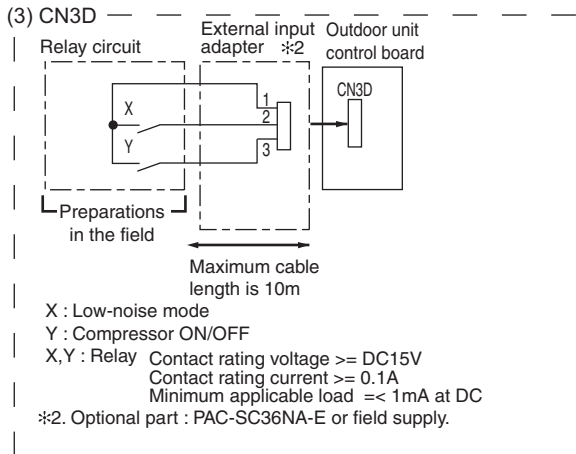 (3) CN3D
Relay circuit
External input
adapter ✻2
Outdoor unit
control board
CN3D
X
Y
1
2
3
Preparations
in the field
Maximum cable
length is 10m
X : Low-noise mode
Y : Compressor ON/OFF
X,Y : Relay Contact rating voltage >= DC15V
Contact rating current >= 0.1A
Minimum applicable load =< 1mA at DC
✻2. Optional part : PAC-SC36NA-E or field supply.